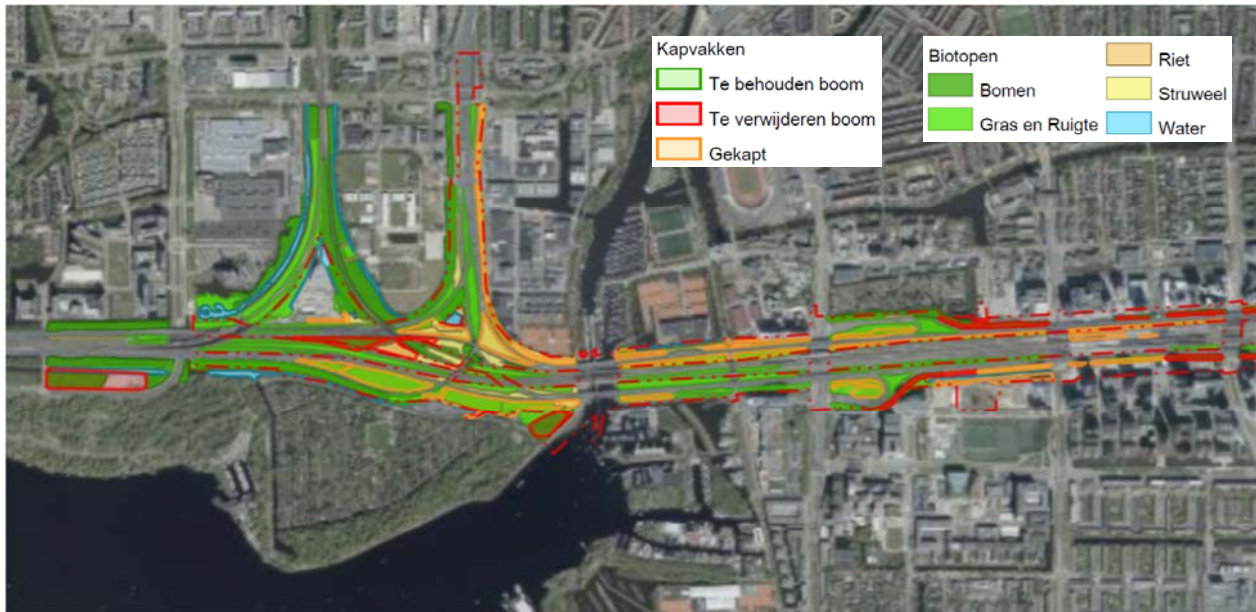 Kapvakken
Te behouden boom
Te verwijderen boom
Gekapt
Biotopen
Bomen
Gras en Ruigte
Riet
Struweel
Water